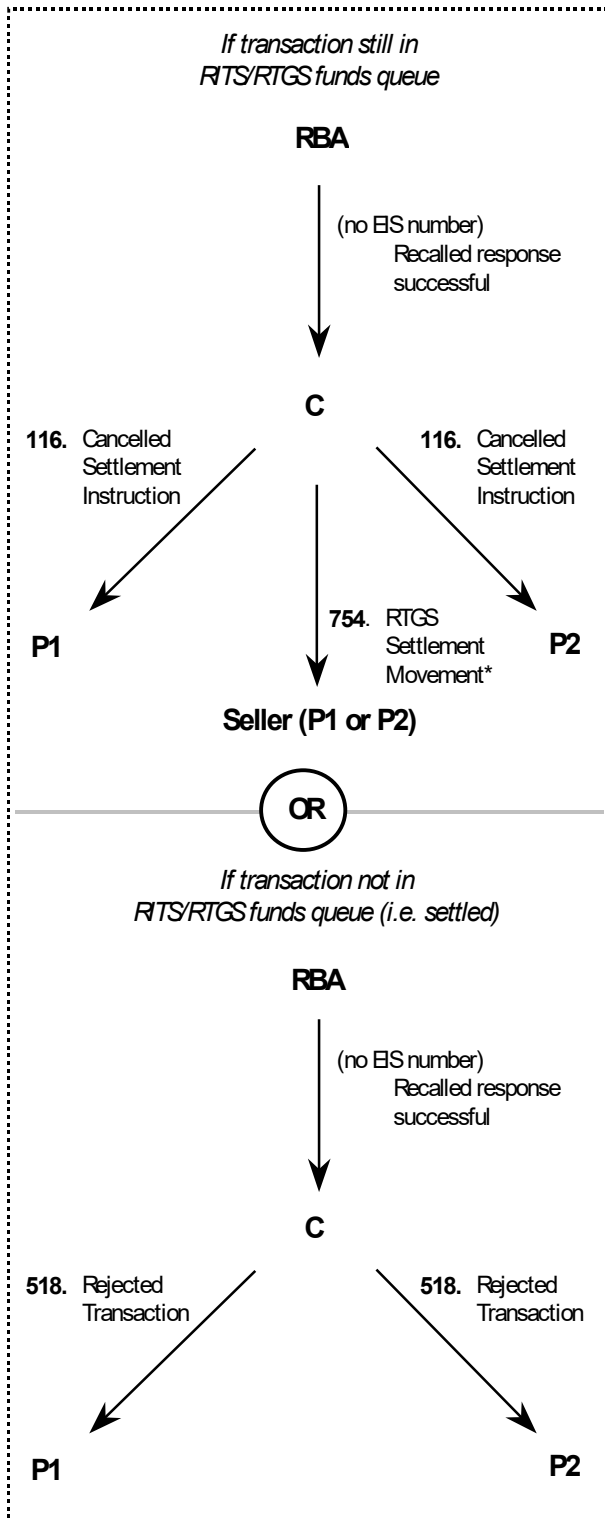 If transaction still in
RITS/RTGS funds queue
RBA
(no EIS number)
Recalled response
successful
C
116. Cancelled
Settlement
Instruction
116. Cancelled
Settlement
Instruction
754. RTGS
Settlement
Movement*
P1
P2
Seller (P1 or P2)
OR
If transaction not in
RITS/RTGS funds queue (i.e. settled)
RBA
(no EIS number)
Recalled response
successful
C
518. Rejected
Transaction
518. Rejected
Transaction
P1
P2